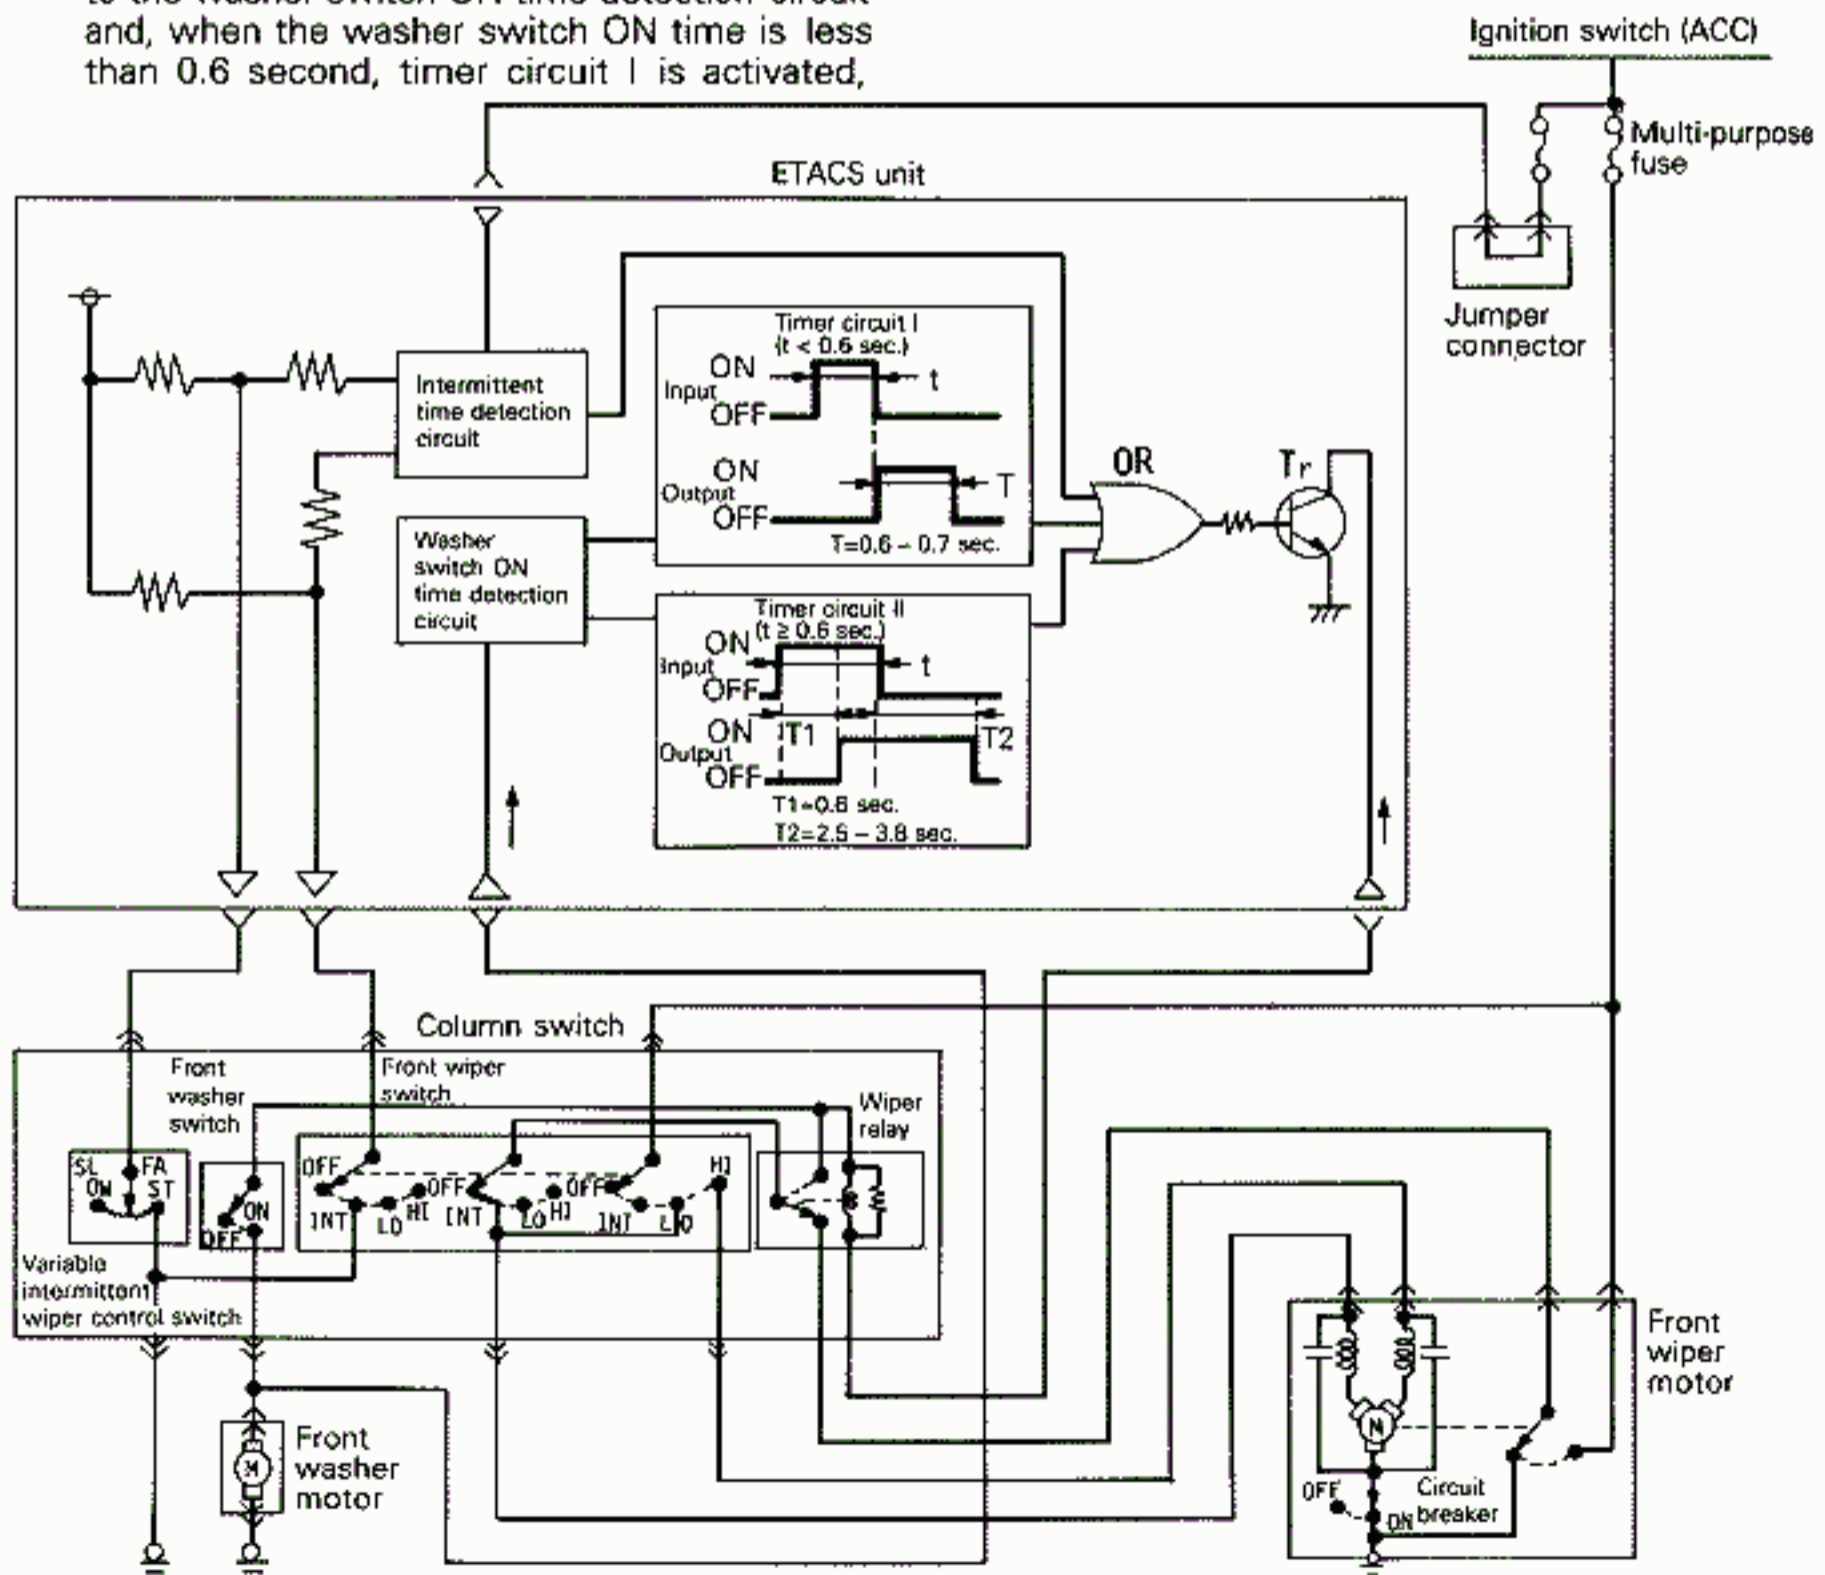 and, when the washer switch ON time is less
than 0.6 second, timer circuit I is activated,
Ignition switch (ACC)
Multi-purpose
fuse
ETACS unit
Jumper
connector
Intermittent
time detection
circuit
Timer circuit I
(t < 0.6 sec.)
ON
Input
OFF
t
ON
Output
OFF
T
T=0.6 – 0.7 sec.
OR
Tr
Washer
switch ON
time detection
circuit
Timer circuit II
(t ≥ 0.6 sec.)
ON
Input
OFF
t
ON
Output
OFF
T1
T2
T1=0.6 sec.
T2=2.5 – 3.8 sec.
Column switch
Front
washer
switch
Front wiper
switch
Wiper
relay
SL
OW
FA
ST
ON
OFF
OFF
INT
LO
HI
OFF
INT
LO
HI
OFF
INT
LO
HI
Variable
intermittent
wiper control switch
Front
washer
motor
M
Front
wiper
motor
M
OFF
ON
Circuit
breaker